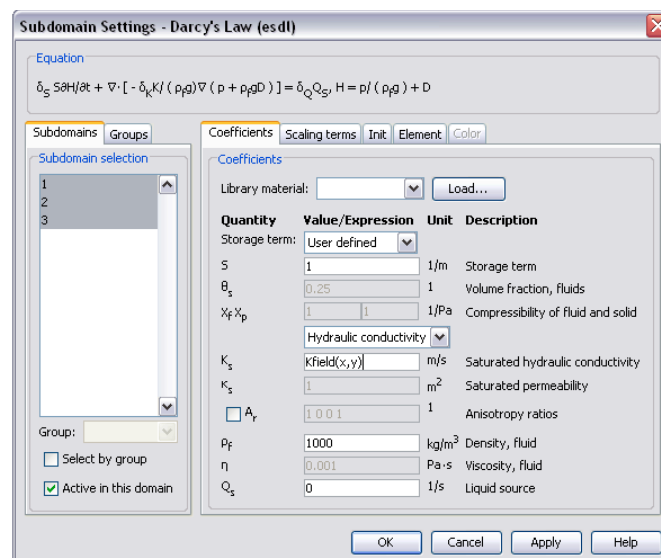 Subdomain Settings - Darcy's Law (esdl)
Equation
δS S∂H/∂t + ∇·[ - δKK/ ( ρfg)∇ ( p + ρfgD ) ] = δQQS, H = p/ ( ρfg ) + D
Subdomains Groups
Subdomain selection
1
2
3
Group:
Select by group
Active in this domain
Coefficients Scaling terms Init Element Color
Coefficients
Library material: Load...
Quantity Value/Expression Unit Description
Storage term: User defined
S 1 1/m Storage term
θs 0.25 1 Volume fraction, fluids
χf χp 1 1 1/Pa Compressibility of fluid and solid
Hydraulic conductivity
Ks Kfield(x,y) m/s Saturated hydraulic conductivity
κs 1 m² Saturated permeability
Ar 1 0 0 1 1 Anisotropy ratios
ρf 1000 kg/m³ Density, fluid
η 0.001 Pa·s Viscosity, fluid
Qs 0 1/s Liquid source
OK Cancel Apply Help